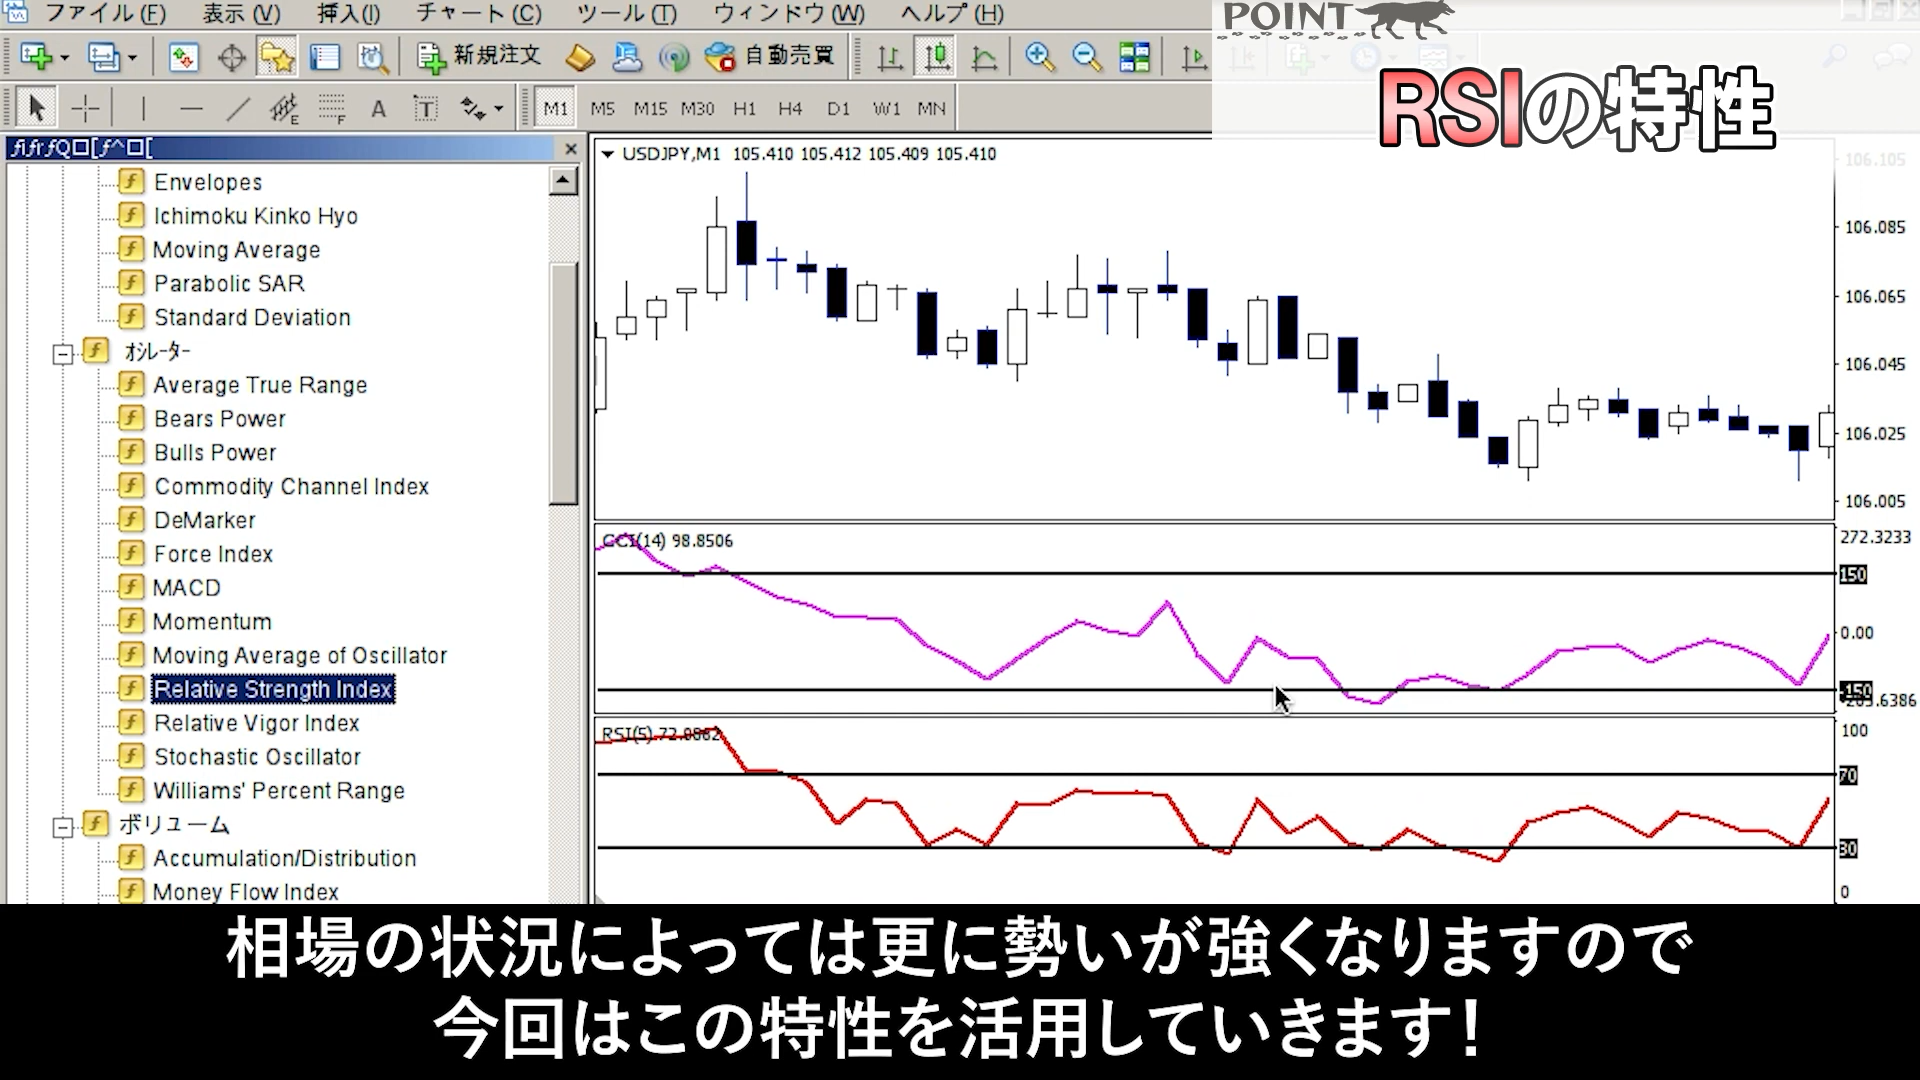 ファイル (F) 表示 (V) 挿入(I) チャート (C) ツール (T) ウィンドウ (W) ヘルプ (H)
POINT
RSIの特性
新規注文 自動売買
A T E F
M1 M5 M15 M30 H1 H4 D1 W1 MN
Envelopes
Ichimoku Kinko Hyo
Moving Average
Parabolic SAR
Standard Deviation
オシレーター
Average True Range
Bears Power
Bulls Power
Commodity Channel Index
DeMarker
Force Index
MACD
Momentum
Moving Average of Oscillator
Relative Strength Index
Relative Vigor Index
Stochastic Oscillator
Williams' Percent Range
ボリューム
Accumulation/Distribution
Money Flow Index
USDJPY,M1 105.410 105.412 105.409 105.410
106.105
106.085
106.065
106.045
106.025
106.005
CCI(14) 98.8506
272.3233
150
0.00
-150
RSI(5) 72.0862
100
70
30
0
相場の状況によっては更に勢いが強くなりますので
今回はこの特性を活用していきます！